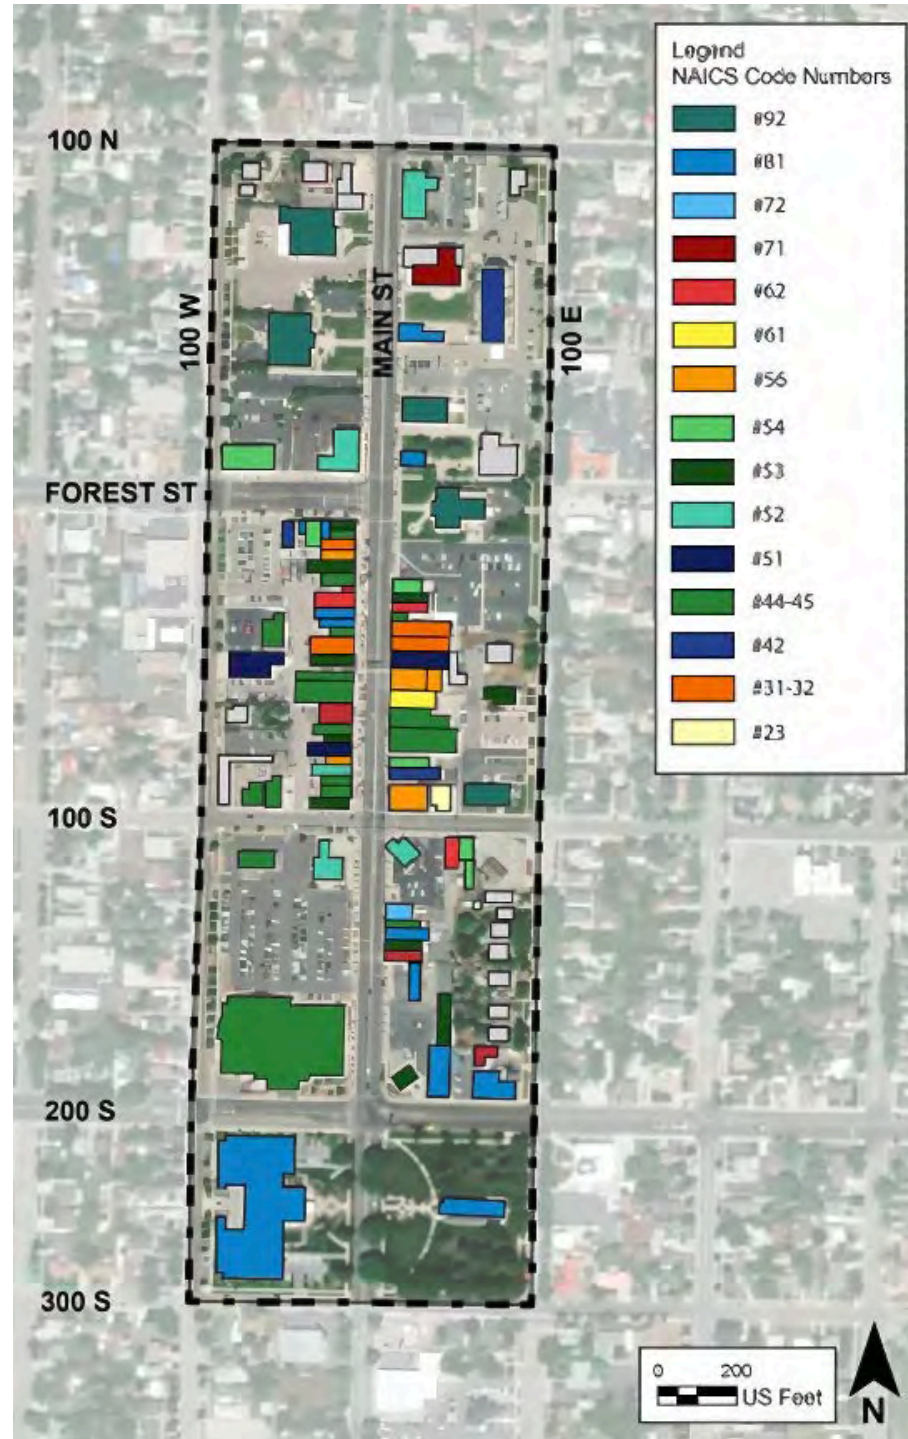 Legend
NAICS Code Numbers
#92
#81
#72
#71
#62
#61
#56
#54
#53
#52
#51
#44-45
#42
#31-32
#23
100 N
100 W
MAIN ST
100 E
FOREST ST
100 S
200 S
300 S
0 200
US Feet
N